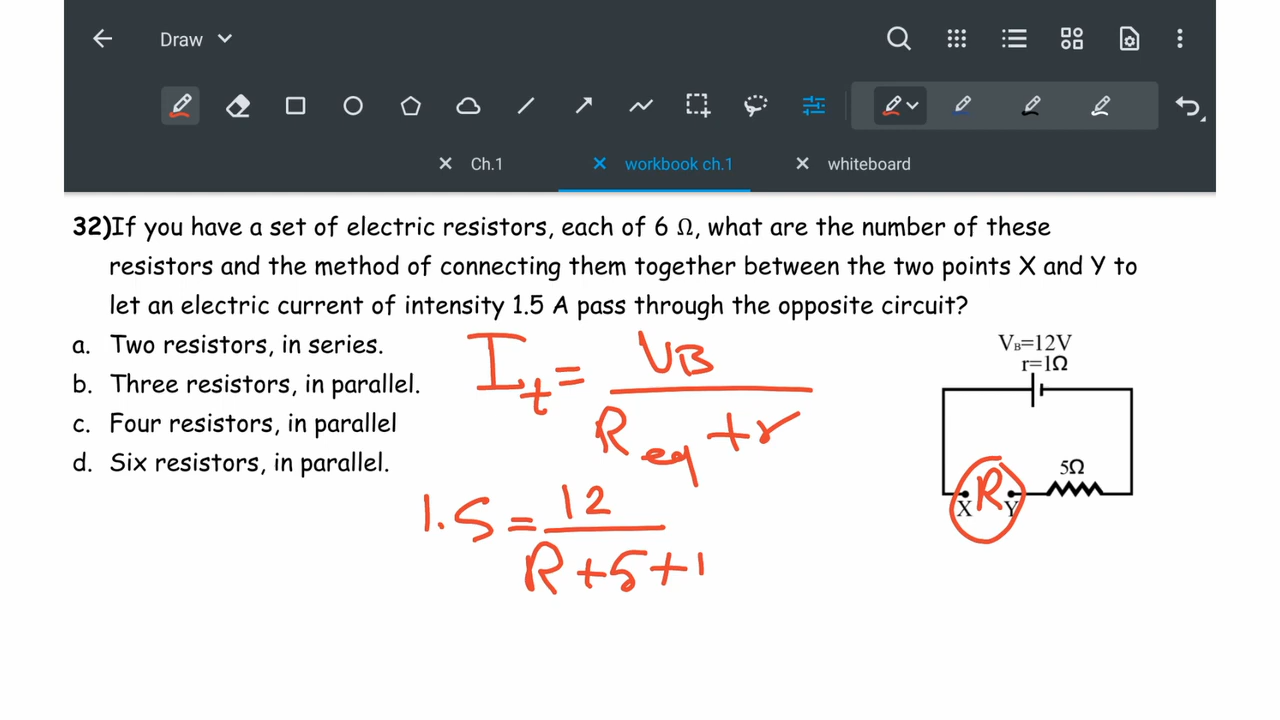 Draw
Ch.1
workbook ch.1
whiteboard
32)If you have a set of electric resistors, each of 6 Ω, what are the number of these
resistors and the method of connecting them together between the two points X and Y to
let an electric current of intensity 1.5 A pass through the opposite circuit?
a. Two resistors, in series.
b. Three resistors, in parallel.
c. Four resistors, in parallel
d. Six resistors, in parallel.
It = VB
Req + r
1.5 = 12
R + 5 + 1
VB=12V
r=1Ω
5Ω
R
X Y